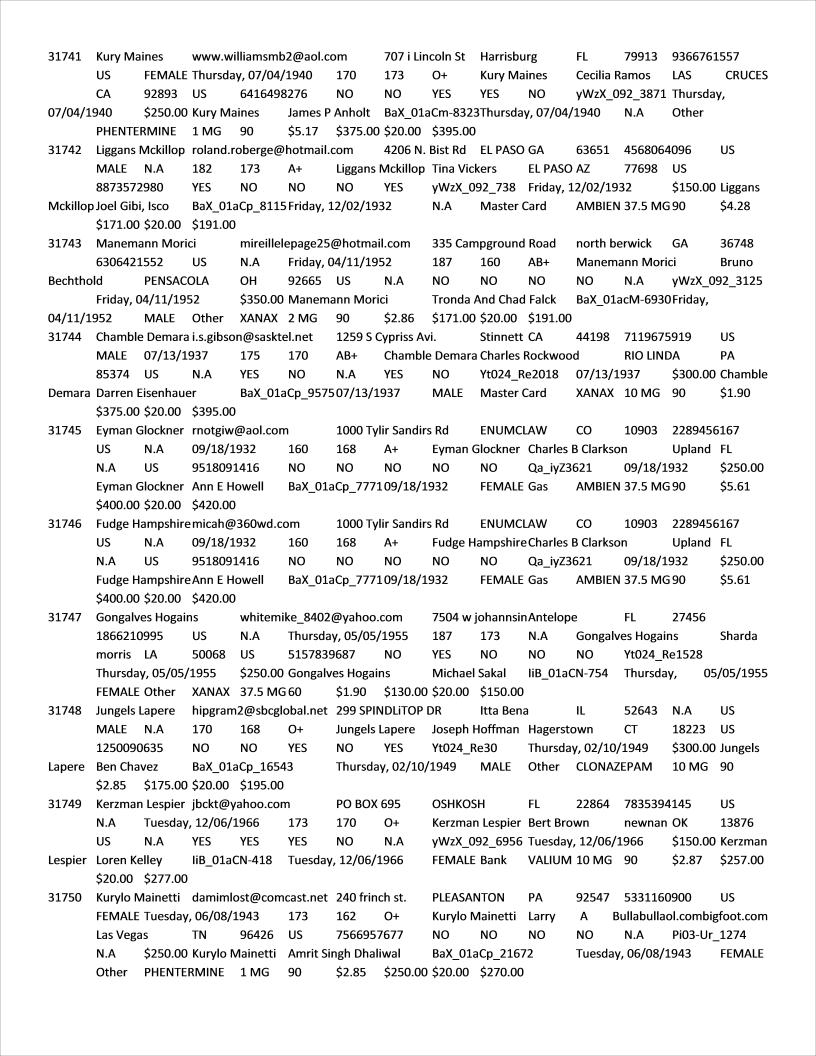 31741 Kury Maines www.williamsmb2@aol.com 707 i Lincoln St Harrisburg FL 79913 9366761557
US FEMALE Thursday, 07/04/1940 170 173 O+ Kury Maines Cecilia Ramos LAS CRUCES
CA 92893 US 6416498276 NO NO YES YES NO yWzX_092_3871 Thursday,
07/04/1940 $250.00 Kury Maines James P Anholt BaX_01aCm-8323Thursday, 07/04/1940 N.A Other
PHENTERMINE 1 MG 90 $5.17 $375.00 $20.00 $395.00
31742 Liggans Mckillop roland.roberge@hotmail.com 4206 N. Bist Rd EL PASO GA 63651 4568064096 US
MALE N.A 182 173 A+ Liggans Mckillop Tina Vickers EL PASO AZ 77698 US
8873572980 YES NO NO NO YES yWzX_092_738 Friday, 12/02/1932 $150.00 Liggans
Mckillop Joel Gibi, Isco BaX_01aCp_8115 Friday, 12/02/1932 N.A Master Card AMBIEN 37.5 MG 90 $4.28
$171.00 $20.00 $191.00
31743 Manemann Morici mireillelepage25@hotmail.com 335 Campground Road north berwick GA 36748
6306421552 US N.A Friday, 04/11/1952 187 160 AB+ Manemann Morici Bruno
Bechthold PENSACOLA OH 92665 US N.A NO NO NO NO N.A yWzX_092_3125
Friday, 04/11/1952 $350.00 Manemann Morici Tronda And Chad Falck BaX_01acM-6930Friday,
04/11/1952 MALE Other XANAX 2 MG 90 $2.86 $171.00 $20.00 $191.00
31744 Chamble Demara i.s.gibson@sasktel.net 1259 S Cypriss Avi. Stinnett CA 44198 7119675919 US
MALE 07/13/1937 175 170 AB+ Chamble Demara Charles Rockwood RIO LINDA PA
85374 US N.A YES NO N.A YES NO Yt024_Re2018 07/13/1937 $300.00 Chamble
Demara Darren Eisenhauer BaX_01aCp_9575 07/13/1937 MALE Master Card XANAX 10 MG 90 $1.90
$375.00 $20.00 $395.00
31745 Eyman Glockner rnotgiw@aol.com 1000 Tylir Sandirs Rd ENUMCLAW CO 10903 2289456167
US N.A 09/18/1932 160 168 A+ Eyman Glockner Charles B Clarkson Upland FL
N.A US 9518091416 NO NO NO NO NO Qa_iyZ3621 09/18/1932 $250.00
Eyman Glockner Ann E Howell BaX_01aCp_7771 09/18/1932 FEMALE Gas AMBIEN 37.5 MG 90 $5.61
$400.00 $20.00 $420.00
31746 Fudge Hampshire micah@360wd.com 1000 Tylir Sandirs Rd ENUMCLAW CO 10903 2289456167
US N.A 09/18/1932 160 168 A+ Fudge Hampshire Charles B Clarkson Upland FL
N.A US 9518091416 NO NO NO NO NO Qa_iyZ3621 09/18/1932 $250.00
Fudge Hampshire Ann E Howell BaX_01aCp_7771 09/18/1932 FEMALE Gas AMBIEN 37.5 MG 90 $5.61
$400.00 $20.00 $420.00
31747 Gongalves Hogains whitemike_8402@yahoo.com 7504 w johannsin Antelope FL 27456
1866210995 US N.A Thursday, 05/05/1955 187 173 N.A Gongalves Hogains Sharda
morris LA 50068 US 5157839687 NO YES NO NO NO Yt024_Re1528
Thursday, 05/05/1955 $250.00 Gongalves Hogains Michael Sakal IiB_01aCN-754 Thursday, 05/05/1955
FEMALE Other XANAX 37.5 MG 60 $1.90 $130.00 $20.00 $150.00
31748 Jungels Lapere hipgram2@sbcglobal.net 299 SPINDLiTOP DR Itta Bena IL 52643 N.A US
MALE N.A 170 168 O+ Jungels Lapere Joseph Hoffman Hagerstown CT 18223 US
1250090635 NO NO YES NO YES Yt024_Re30 Thursday, 02/10/1949 $300.00 Jungels
Lapere Ben Chavez BaX_01aCp_16543 Thursday, 02/10/1949 MALE Other CLONAZEPAM 10 MG 90
$2.85 $175.00 $20.00 $195.00
31749 Kerzman Lespier jbckt@yahoo.com PO BOX 695 OSHKOSH FL 22864 7835394145 US
N.A Tuesday, 12/06/1966 173 170 O+ Kerzman Lespier Bert Brown newnan OK 13876
US N.A YES YES YES NO N.A yWzX_092_6956 Tuesday, 12/06/1966 $150.00 Kerzman
Lespier Loren Kelley IiB_01aCN-418 Tuesday, 12/06/1966 FEMALE Bank VALIUM 10 MG 90 $2.87 $257.00
$20.00 $277.00
31750 Kurylo Mainetti damimlost@comcast.net 240 frinch st. PLEASANTON PA 92547 5331160900 US
FEMALE Tuesday, 06/08/1943 173 162 O+ Kurylo Mainetti Larry A Bullabullaol.combigfoot.com
Las Vegas TN 96426 US 7566957677 NO NO NO NO N.A Pi03-Ur_1274
N.A $250.00 Kurylo Mainetti Amrit Singh Dhaliwal BaX_01aCp_21672 Tuesday, 06/08/1943 FEMALE
Other PHENTERMINE 1 MG 90 $2.85 $250.00 $20.00 $270.00